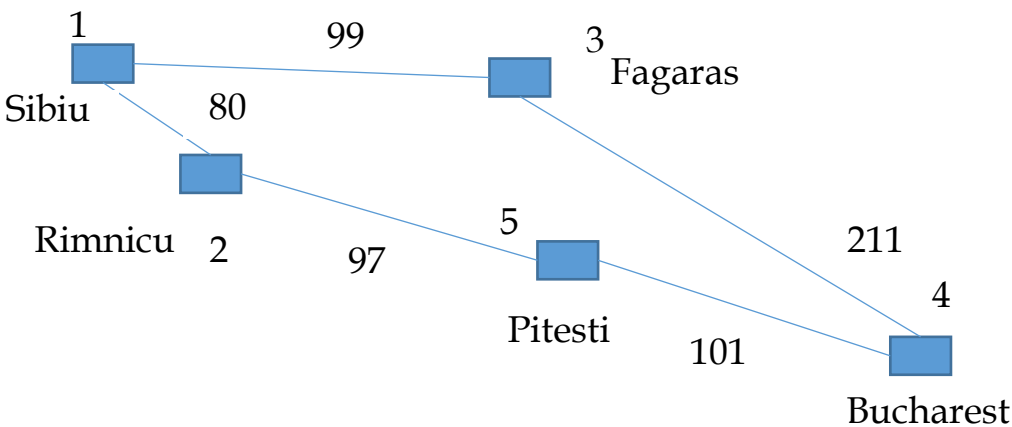 1
99
3
Fagaras
Sibiu
80
Rimnicu
2
5
97
211
4
Pitesti
101
Bucharest